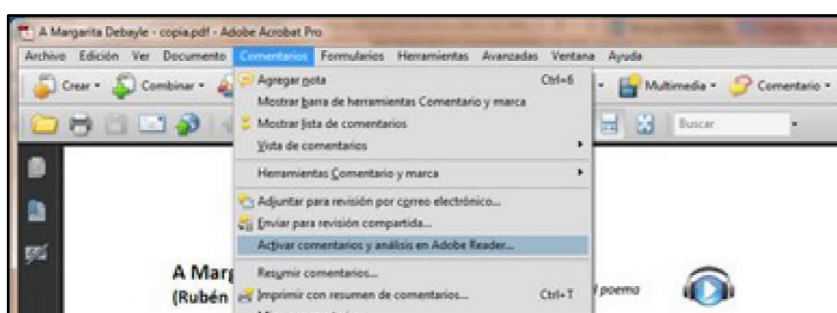 A Margarita Debayle - copia.pdf - Adobe Acrobat Pro
Archivo Edición Ver Documento Comentarios Formularios Herramientas Avanzadas Ventana Ayuda
Crear Combinar Multimedia Comentario
Agregar nota Ctrl+6
Mostrar barra de herramientas Comentario y marca
Mostrar lista de comentarios
Buscar
Vista de comentarios
Herramientas Comentario y marca
Adjuntar para revisión por correo electrónico...
Enviar para revisión compartida...
Activar comentarios y análisis en Adobe Reader...
Resumir comentarios...
Imprimir con resumen de comentarios... Ctrl+T
A Marg
(Rubén
poema